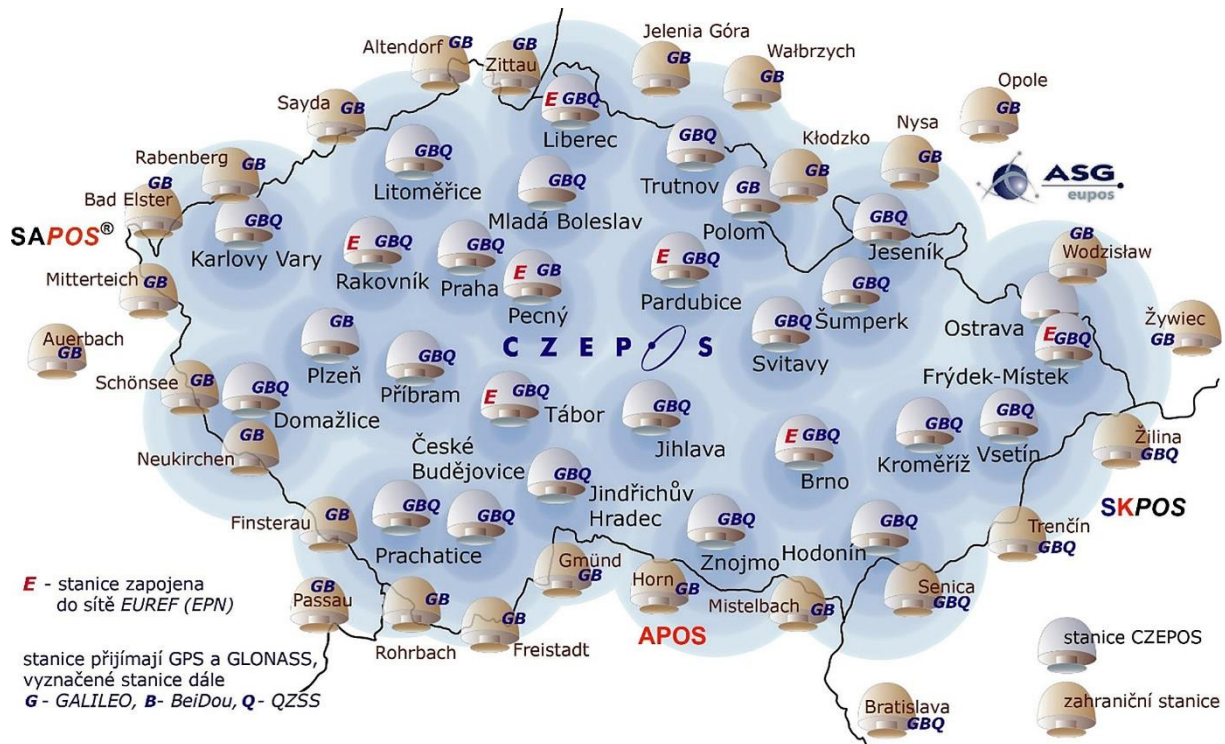 Altendorf GB
GB
Zittau
Jelenia Góra
GB
Wałbrzych
GB
Opole
GB
Sayda
GB
E GBQ
Liberec
Kłodzko
GB
Nysa
GB
Rabenberg
GB
GBQ
Litoměřice
GBQ
Trutnov
ASG
eupos
Bad Elster
GB
GBQ
Mladá Boleslav
GB
Polom
SAPOS®
GBQ
Karlovy Vary
E GBQ
Rakovník
GBQ
Praha
E GB
Pecný
E GBQ
Pardubice
GBQ
Jeseník
GB
Wodzisław
Mitterteich
GB
GBQ
Šumperk
Ostrava
Žywiec
GB
Auerbach
GB
GB
Plzeň
CZEPOS
GBQ
Svitavy
E GBQ
Frýdek-Místek
Schönsee
GB
GBQ
Domažlice
GBQ
Příbram
E GBQ
Tábor
GBQ
Jihlava
E GBQ
Brno
GBQ
Kroměříž
GBQ
Vsetín
Žilina
GBQ
Neukirchen
GB
České
Budějovice
GBQ
Jindřichův
Hradec
SKPOS
Finsterau
GB
GBQ
Prachatice
GBQ
GBQ
Znojmo
GBQ
Hodonín
Trenčín
GBQ
E - stanice zapojena
do sítě EUREF (EPN)
GB
Passau
Rohrbach
GB
Freistadt
GB
Gmünd
GB
Horn
GB
APOS
Mistelbach
GB
Senica
GBQ
stanice CZEPOS
stanice přijímají GPS a GLONASS,
vyznačené stanice dále
G - GALILEO, B- BeiDou, Q - QZSS
Bratislava
GBQ
zahraniční stanice